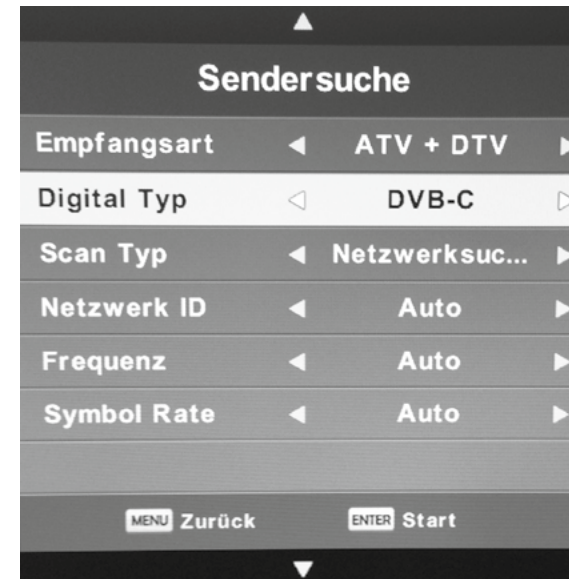 Sendersuche
Empfangsart ATV + DTV
Digital Typ DVB-C
Scan Typ Netzwerksuc...
Netzwerk ID Auto
Frequenz Auto
Symbol Rate Auto
MENU Zurück ENTER Start